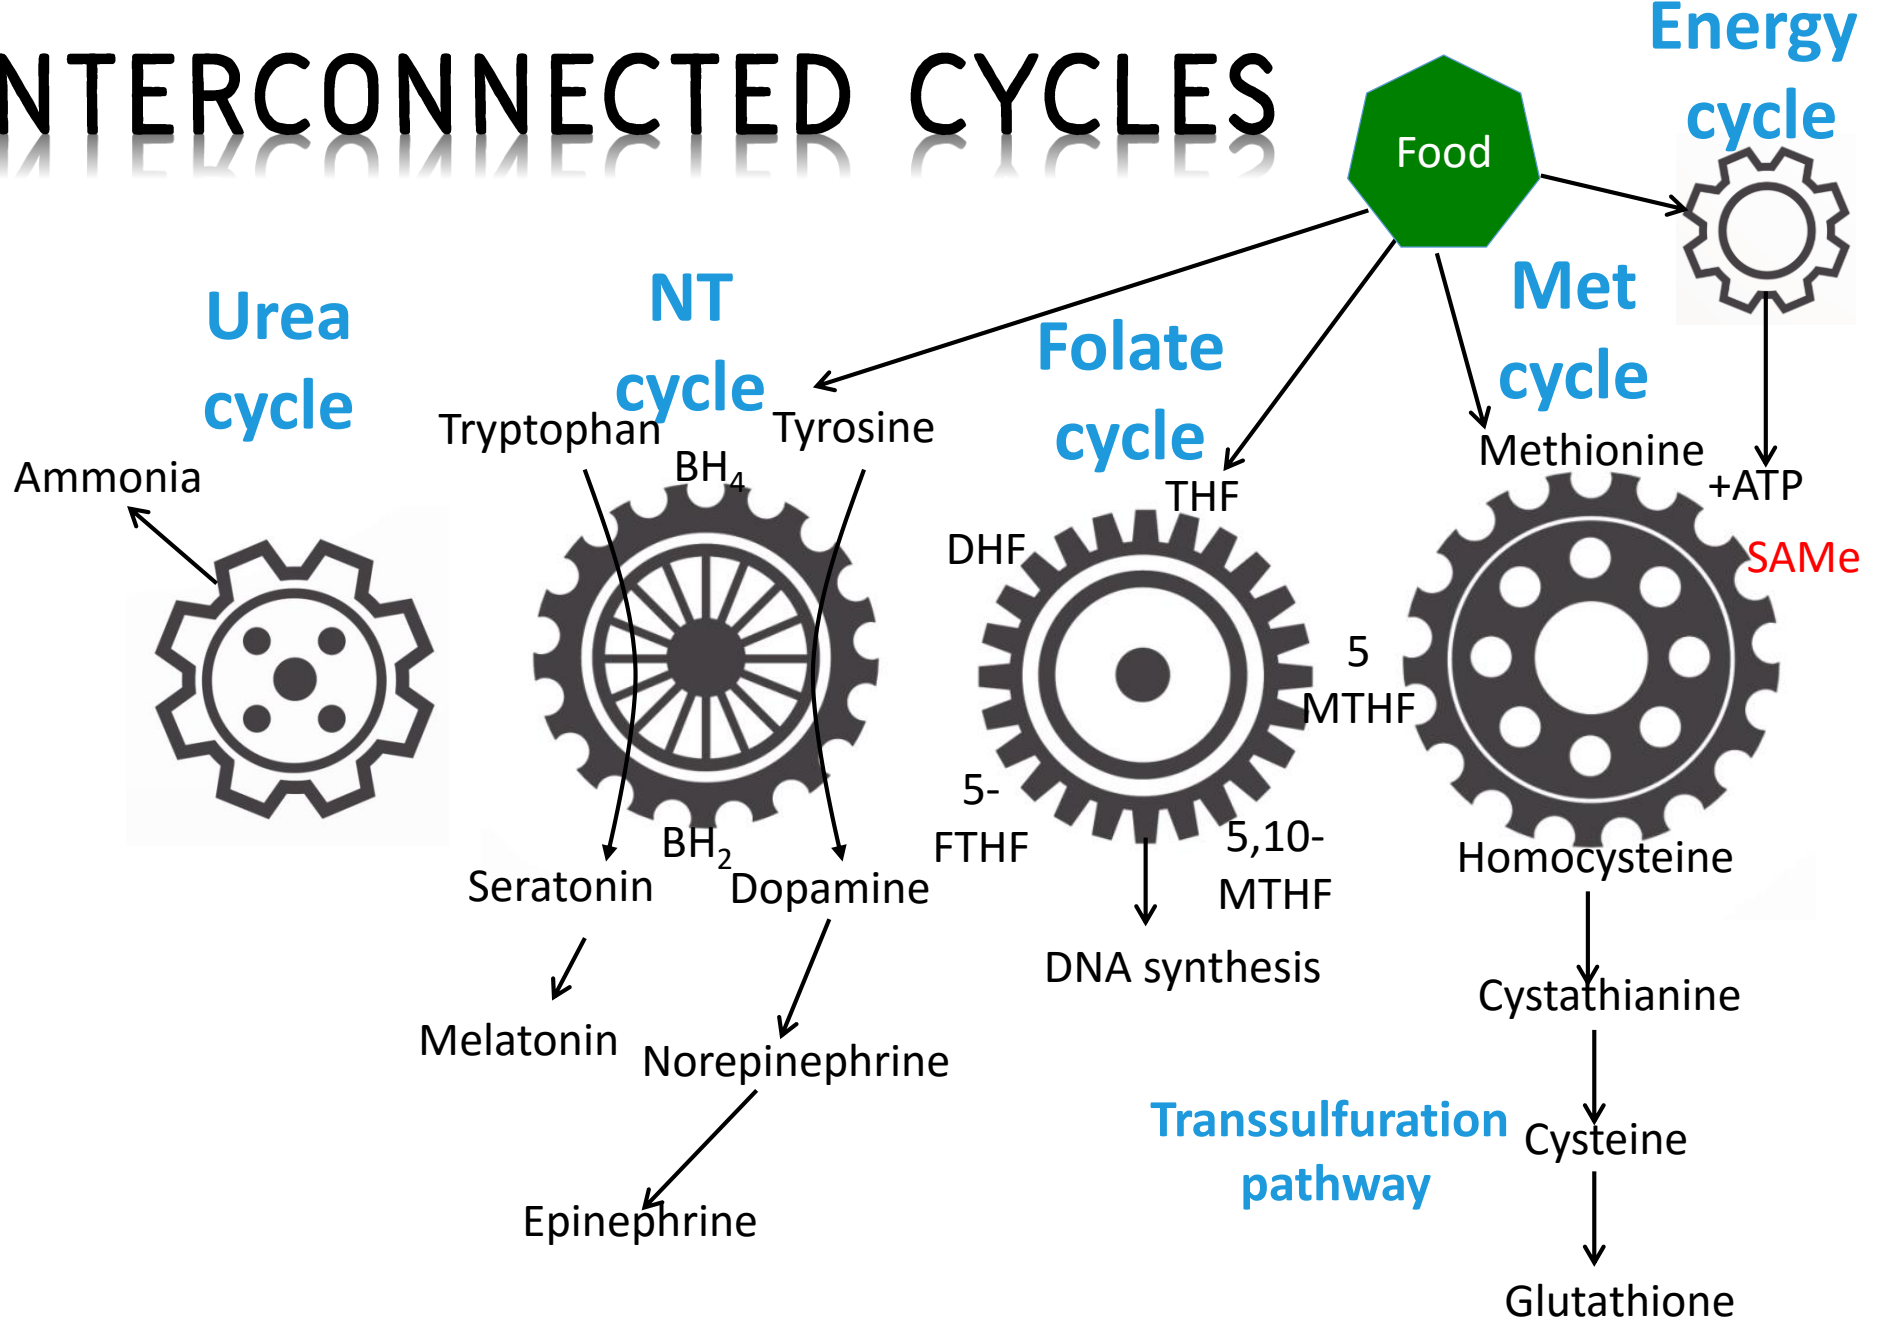 NTERCONNECTED CYCLES
Energy
cycle
Food
Urea
cycle
NT
cycle
Folate
cycle
Met
cycle
Ammonia
Tryptophan
Tyrosine
BH₄
THF
DHF
Methionine
+ATP
SAMe
5
MTHF
5-
FTHF
5,10-
MTHF
BH₂
Seratonin
Dopamine
Homocysteine
DNA synthesis
Cystathianine
Melatonin
Norepinephrine
Transsulfuration
pathway
Cysteine
Epinephrine
Glutathione